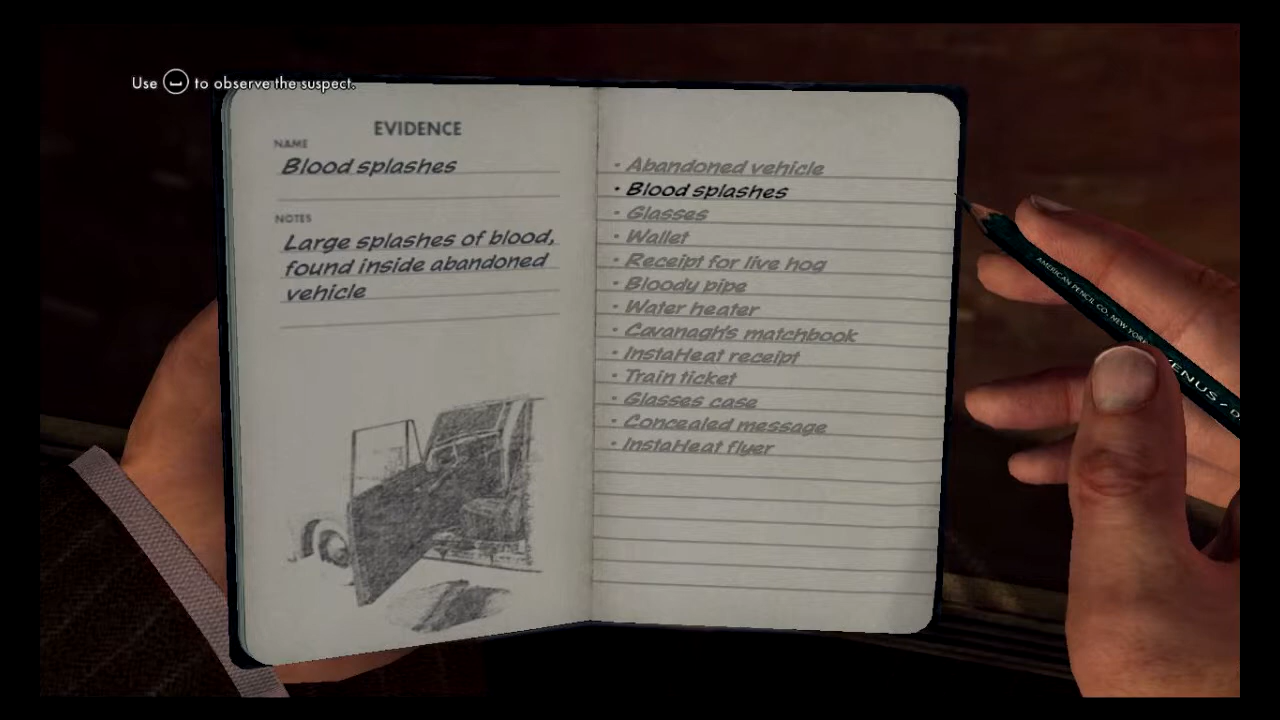 Use to observe the suspect.
EVIDENCE
NAME
Blood splashes
NOTES
Large splashes of blood,
found inside abandoned
vehicle
• Abandoned vehicle
• Blood splashes
• Glasses
• Wallet
• Receipt for live hog
• Bloody pipe
• Water heater
• Cavanagh's matchbook
• InstaHeat receipt
• Train ticket
• Glasses case
• Concealed message
• InstaHeat flyer
AMERICAN PENCIL CO. NEW YORK
VENUS / D